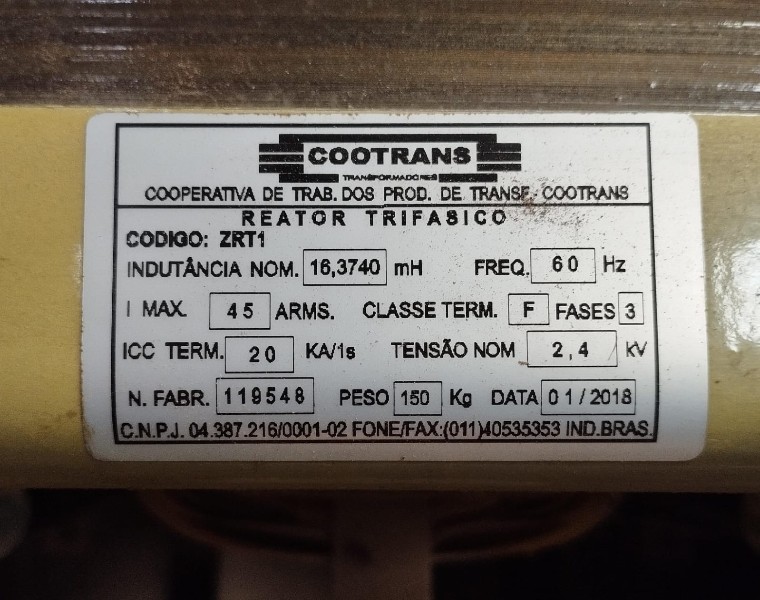 COOTRANS
TRANSFORMADORES
COOPERATIVA DE TRAB. DOS PROD. DE TRANSF. COOTRANS
REATOR TRIFASICO
CODIGO: ZRT1
INDUTÂNCIA NOM. 16,3740 mH FREQ. 60 Hz
I MAX. 45 ARMS. CLASSE TERM. F FASES 3
ICC TERM. 20 KA/1s TENSÃO NOM 2,4 kV
N. FABR. 119548 PESO 150 Kg DATA 01/2018
C.N.P.J. 04.387.216/0001-02 FONE/FAX:(011)40535353 IND.BRAS.